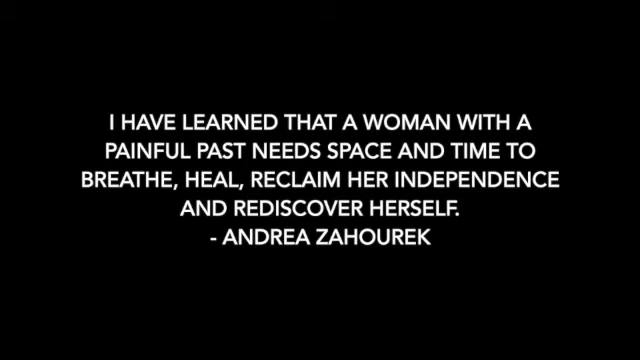 I HAVE LEARNED THAT A WOMAN WITH A
PAINFUL PAST NEEDS SPACE AND TIME TO
BREATHE, HEAL, RECLAIM HER INDEPENDENCE
AND REDISCOVER HERSELF.
- ANDREA ZAHOUREK